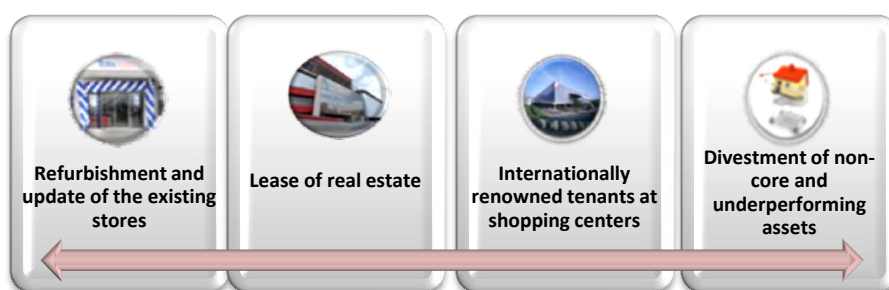 Refurbishment and
update of the existing
stores
Lease of real estate
Internationally
renowned tenants at
shopping centers
Divestment of non-
core and
underperforming
assets